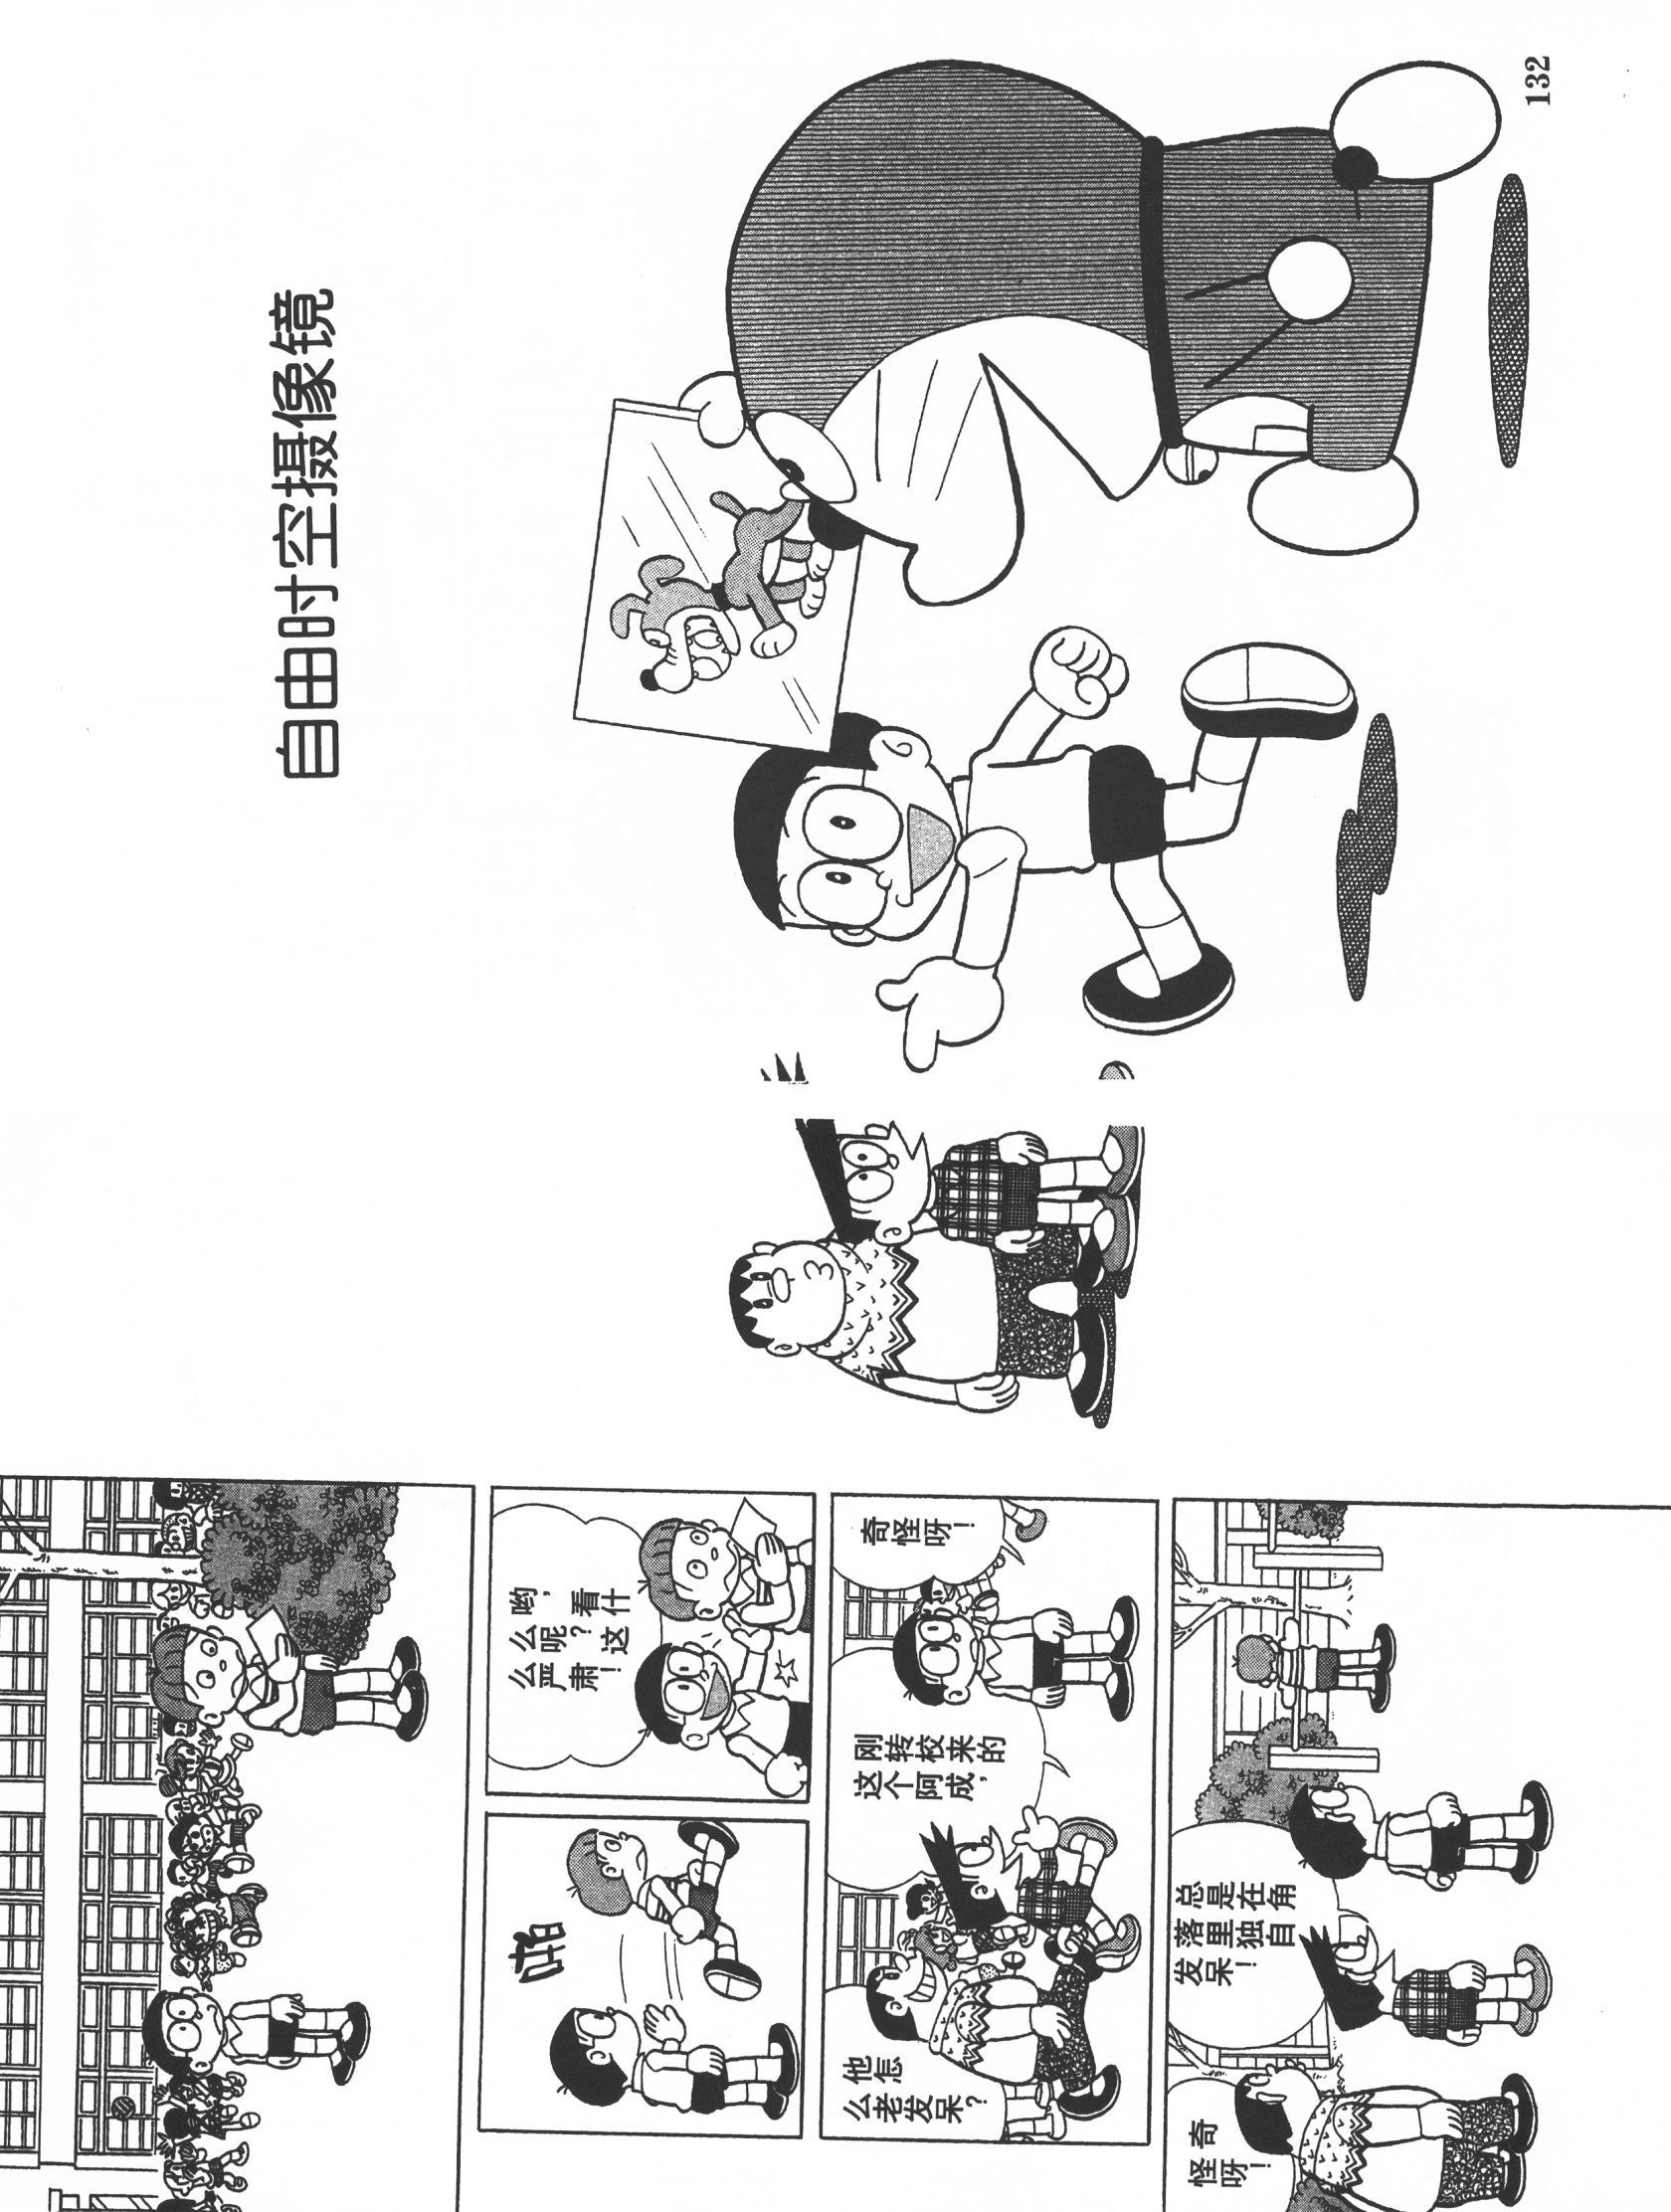 自由时空摄像镜
132
哟，看什
么呢？这
么严肃！
啪
奇怪呀！
刚转校来的
这个阿成，
他怎
么老发呆？
总是在角
落里独自
发呆！
奇
怪呀！